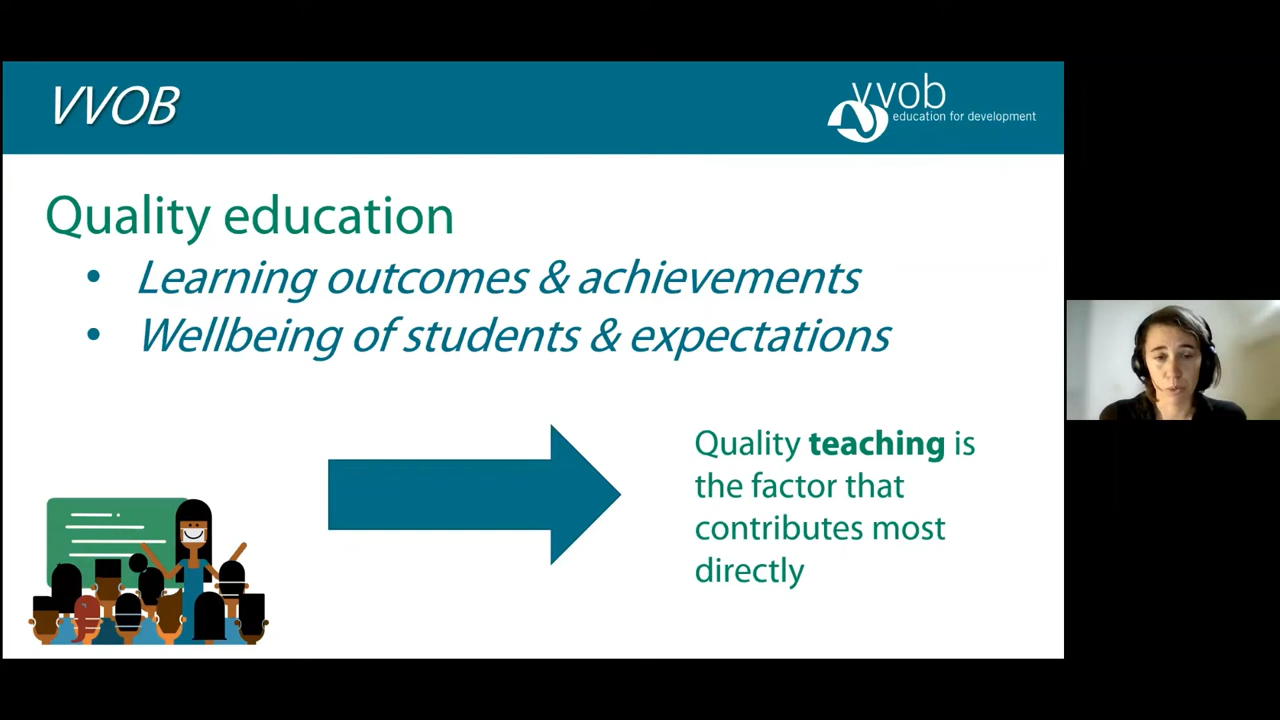 VVOB
vvob
education for development
Quality education
• Learning outcomes & achievements
• Wellbeing of students & expectations
Quality teaching is
the factor that
contributes most
directly